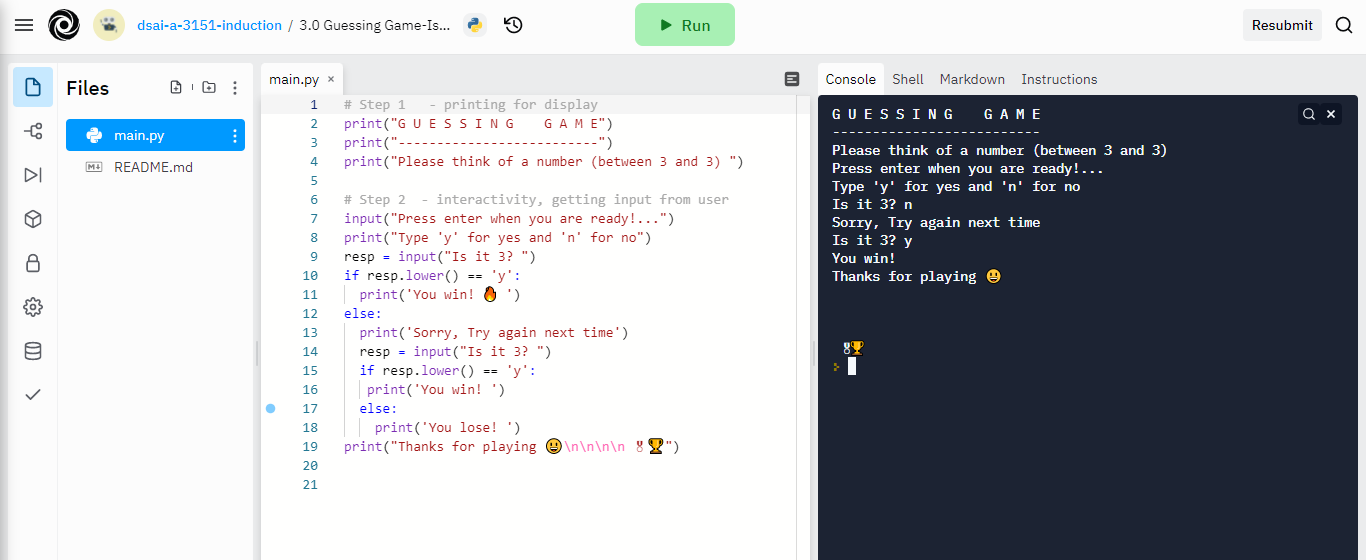 dsai-a-3151-induction / 3.0 Guessing Game-Is...
Run
Resubmit
Files
main.py
README.md
main.py ×
1 # Step 1   - printing for display
2 print("G U E S S I N G    G A M E")
3 print("--------------------------")
4 print("Please think of a number (between 3 and 3) ")
5
6 # Step 2  - interactivity, getting input from user
7 input("Press enter when you are ready!...")
8 print("Type 'y' for yes and 'n' for no")
9 resp = input("Is it 3? ")
10 if resp.lower() == 'y':
11   print('You win! 🔥 ')
12 else:
13   print('Sorry, Try again next time')
14   resp = input("Is it 3? ")
15   if resp.lower() == 'y':
16    print('You win! ')
17   else:
18     print('You lose! ')
19 print("Thanks for playing 😃\n\n\n\n 🎖🏆")
20
21
Console Shell Markdown Instructions
G U E S S I N G    G A M E
--------------------------
Please think of a number (between 3 and 3)
Press enter when you are ready!...
Type 'y' for yes and 'n' for no
Is it 3? n
Sorry, Try again next time
Is it 3? y
You win!
Thanks for playing 😃
🎖🏆
>